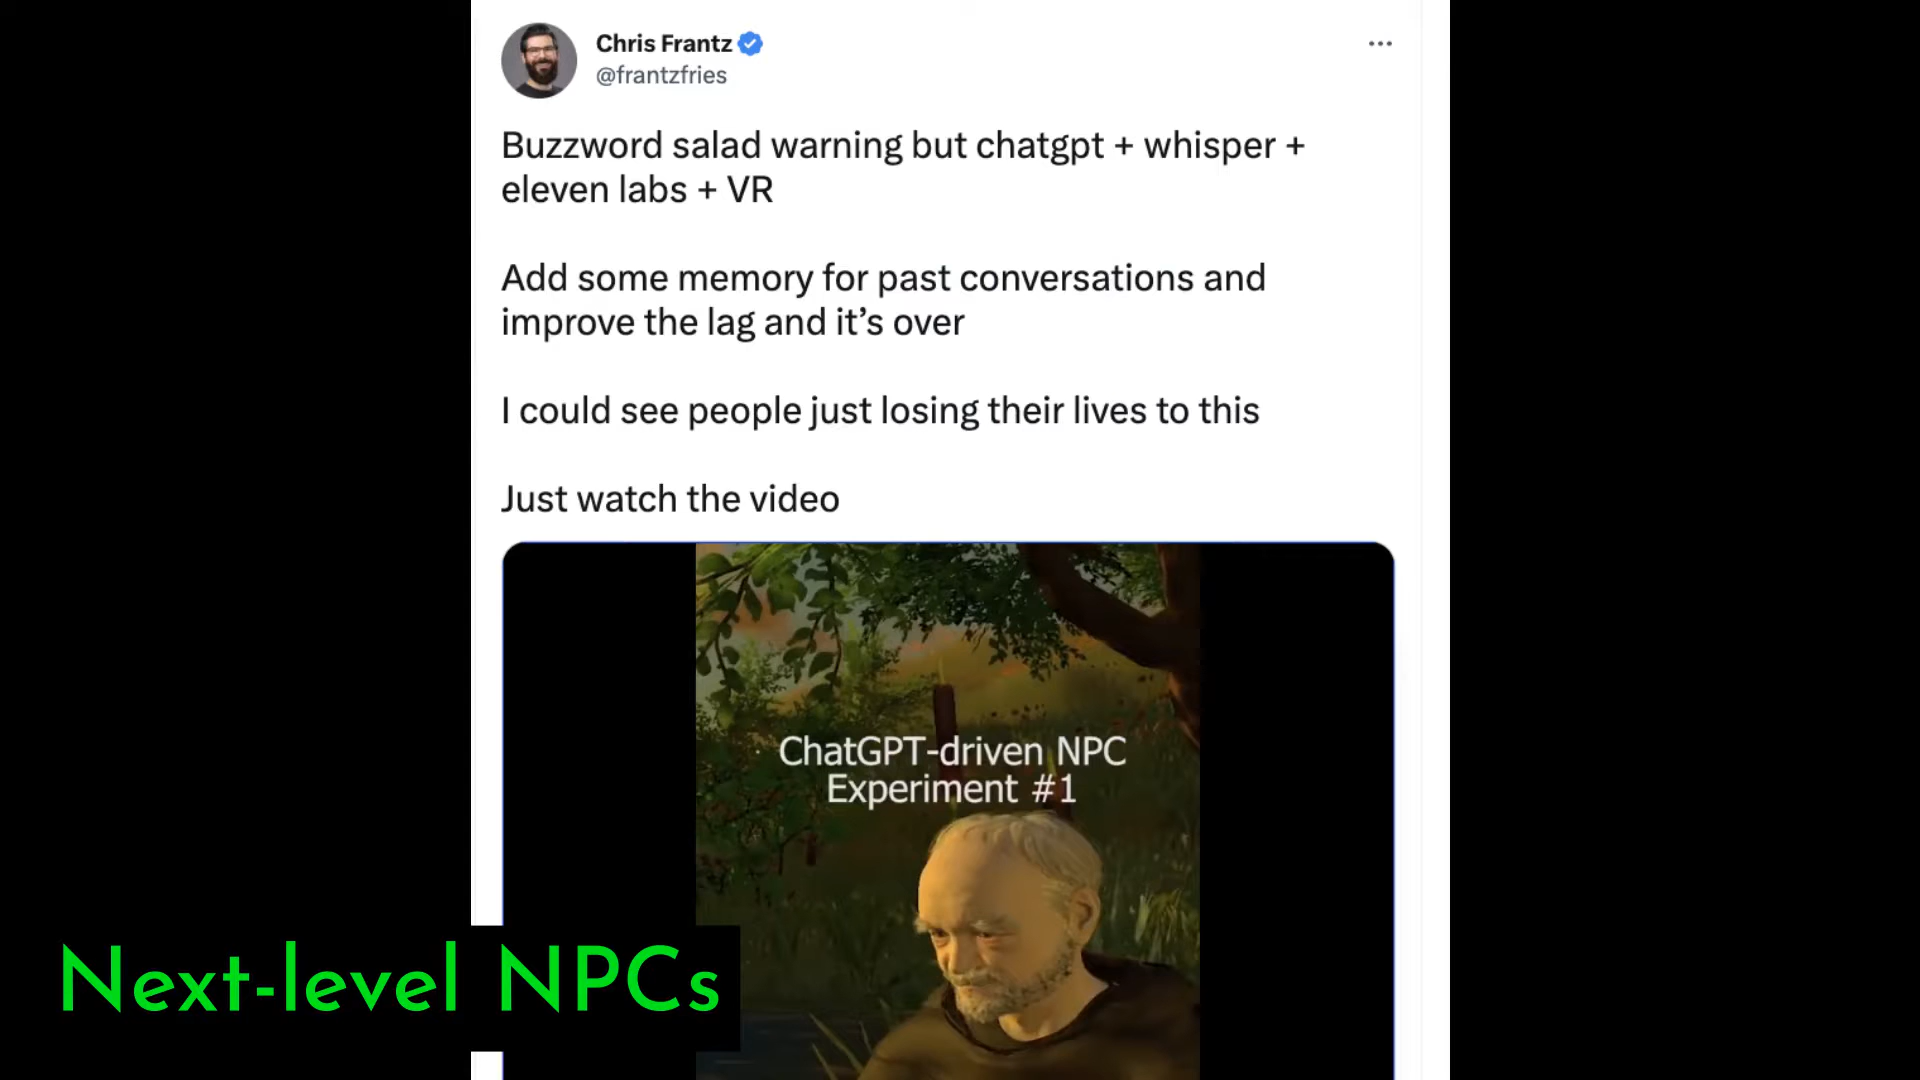 Chris Frantz
@frantzfries
Buzzword salad warning but chatgpt + whisper +
eleven labs + VR
Add some memory for past conversations and
improve the lag and it’s over
I could see people just losing their lives to this
Just watch the video
ChatGPT-driven NPC
Experiment #1
Next-level NPCs